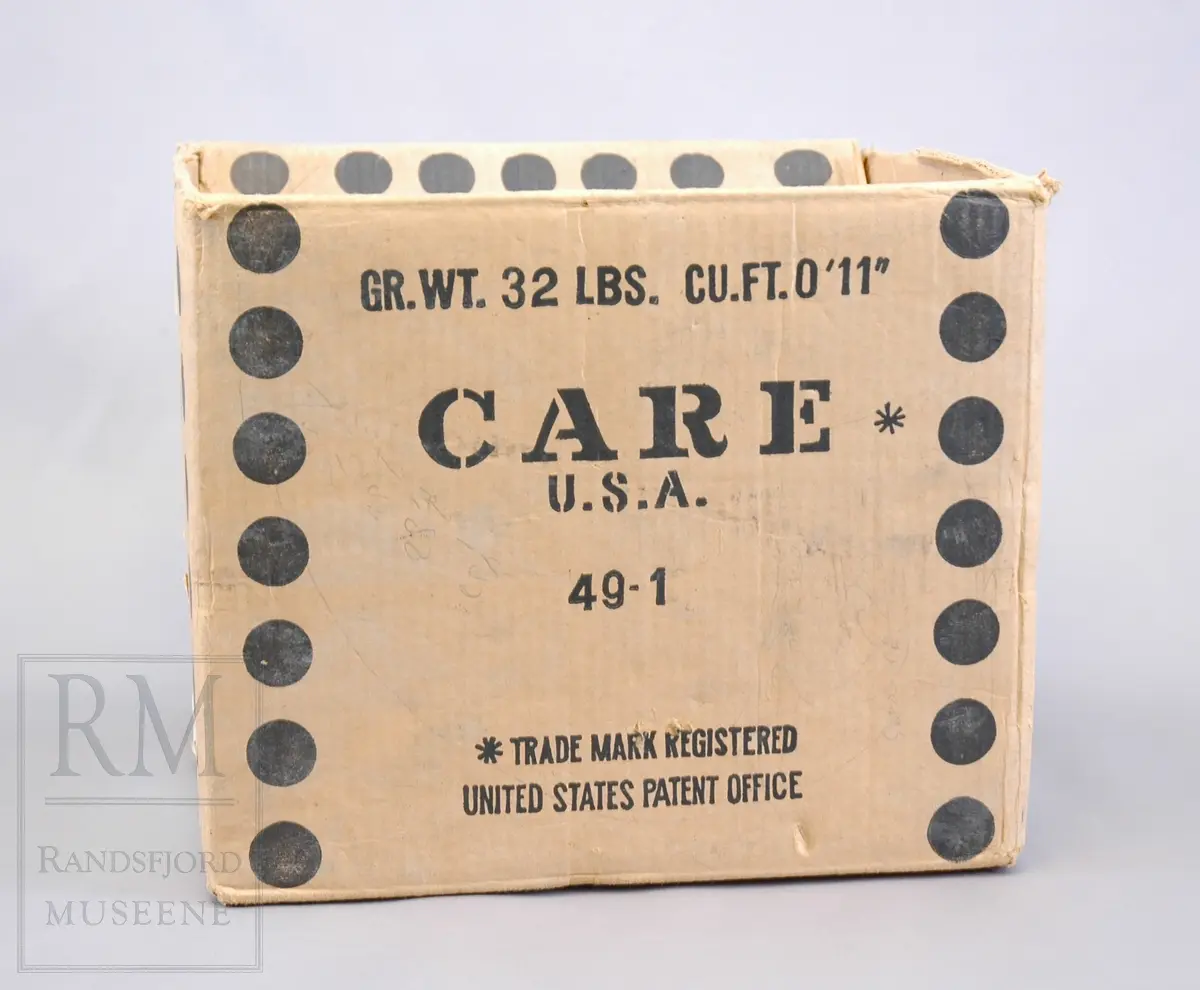 GR.WT. 32 LBS. CU.FT.0'11"
CARE *
U.S.A.
49-1
* TRADE MARK REGISTERED
UNITED STATES PATENT OFFICE
RM
RANDSFJORD
MUSEENE